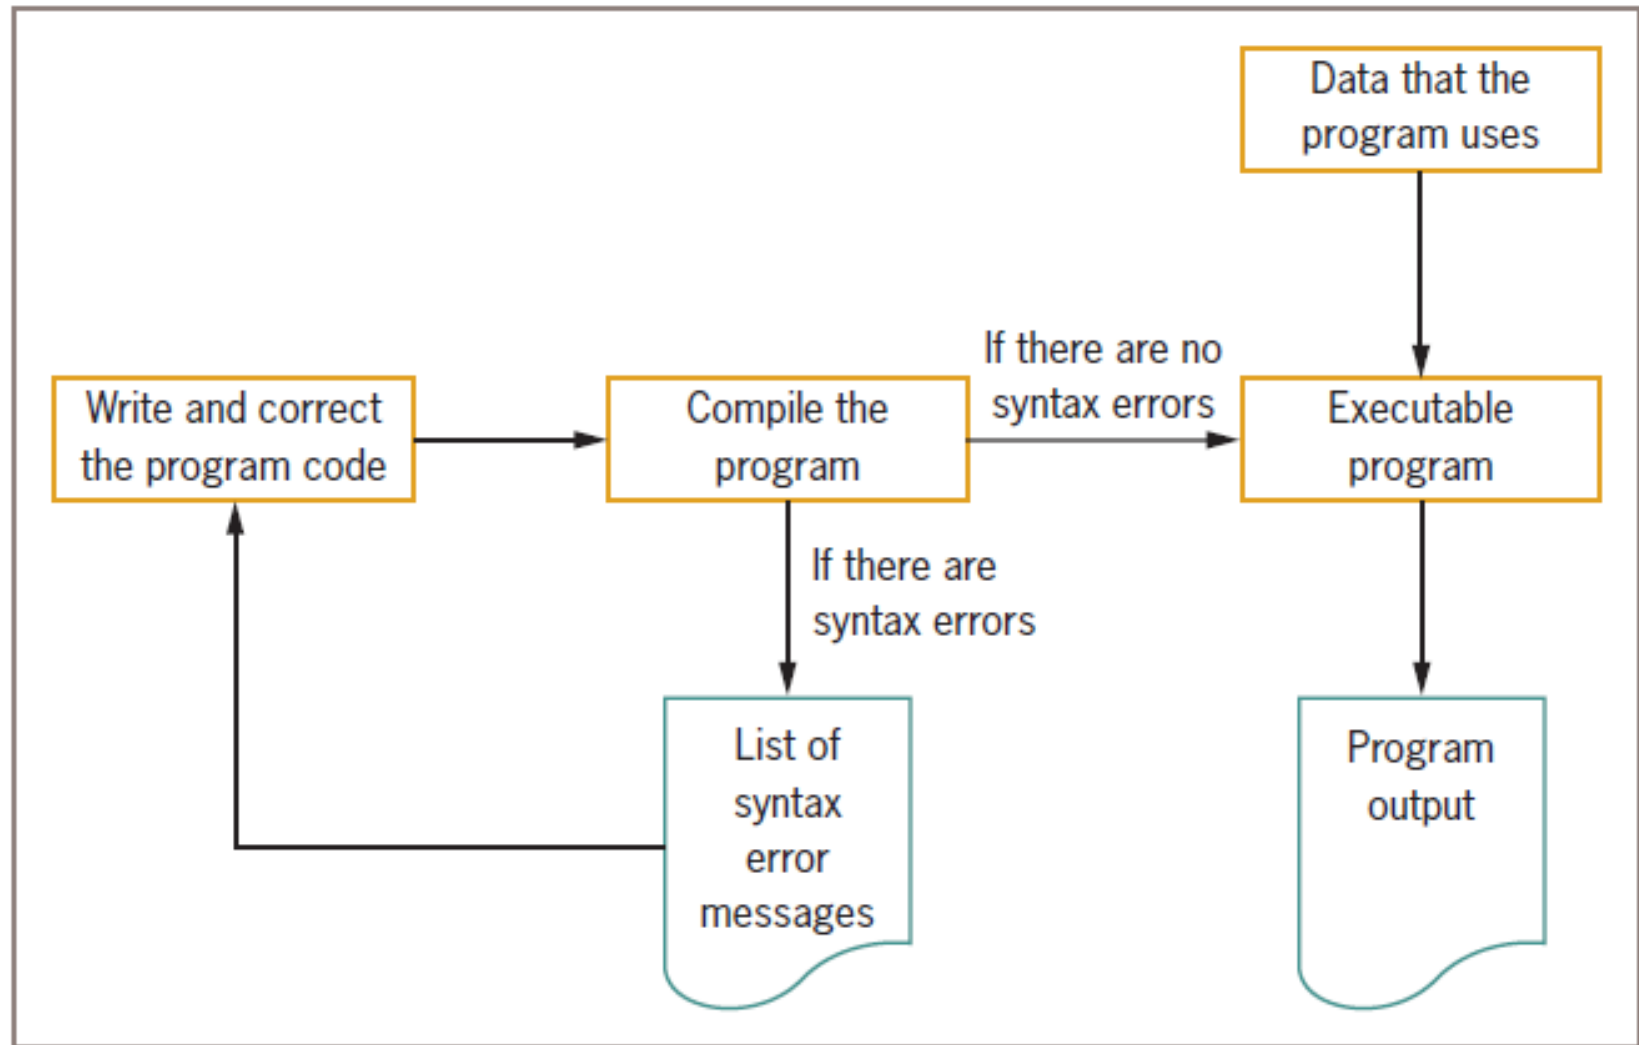 Data that the
program uses
If there are no
syntax errors
Write and correct
the program code
Compile the
program
Executable
program
If there are
syntax errors
List of
syntax
error
messages
Program
output